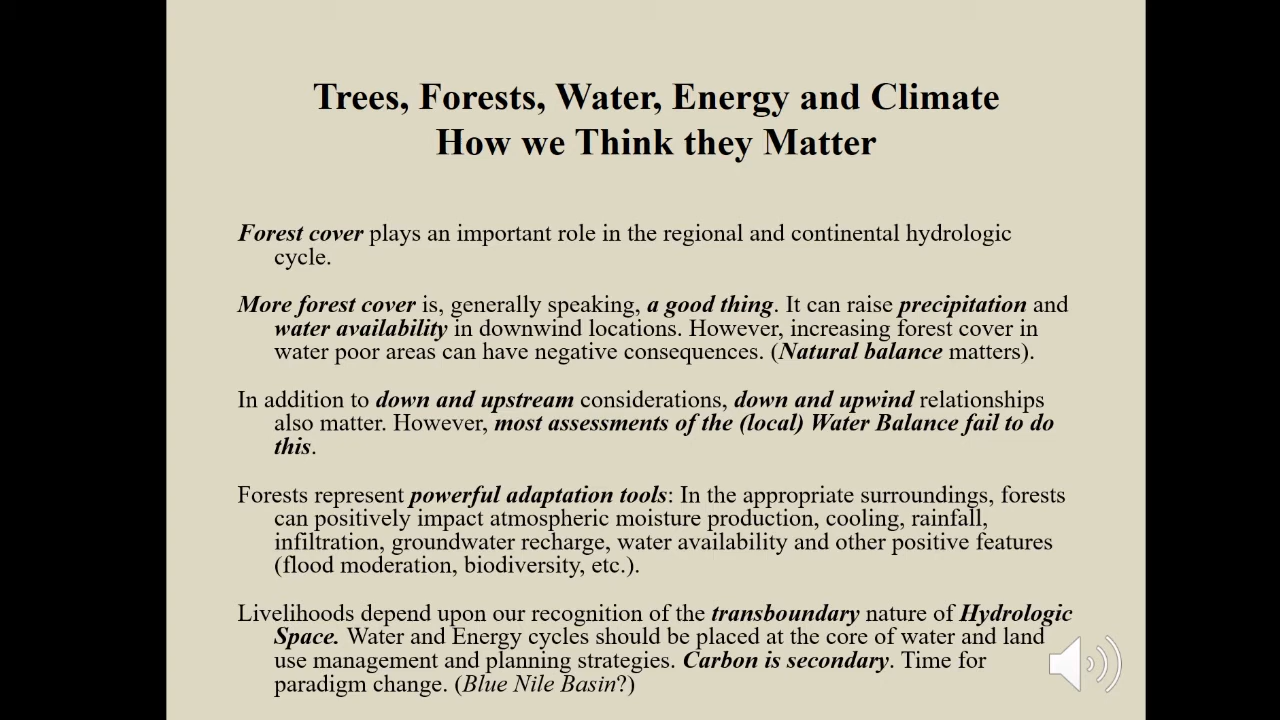 Trees, Forests, Water, Energy and Climate
How we Think they Matter
Forest cover plays an important role in the regional and continental hydrologic
cycle.
More forest cover is, generally speaking, a good thing. It can raise precipitation and
water availability in downwind locations. However, increasing forest cover in
water poor areas can have negative consequences. (Natural balance matters).
In addition to down and upstream considerations, down and upwind relationships
also matter. However, most assessments of the (local) Water Balance fail to do
this.
Forests represent powerful adaptation tools: In the appropriate surroundings, forests
can positively impact atmospheric moisture production, cooling, rainfall,
infiltration, groundwater recharge, water availability and other positive features
(flood moderation, biodiversity, etc.).
Livelihoods depend upon our recognition of the transboundary nature of Hydrologic
Space. Water and Energy cycles should be placed at the core of water and land
use management and planning strategies. Carbon is secondary. Time for
paradigm change. (Blue Nile Basin?)